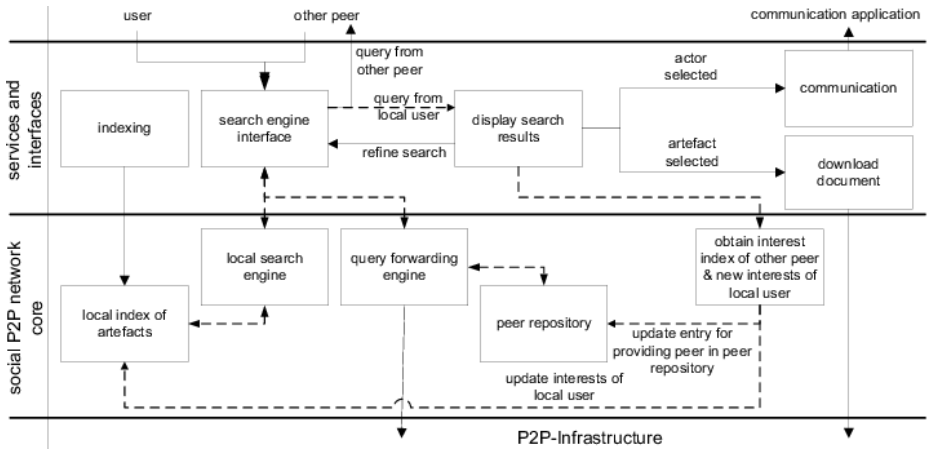 user
other peer
communication application
services and
interfaces
indexing
search engine
interface
query from
other peer
query from
local user
refine search
display search
results
actor
selected
artefact
selected
communication
download
document
social P2P network
core
local index of
artefacts
local search
engine
query forwarding
engine
peer repository
obtain interest
index of other peer
& new interests of
local user
update entry for
providing peer in peer
repository
update interests of
local user
P2P-Infrastructure